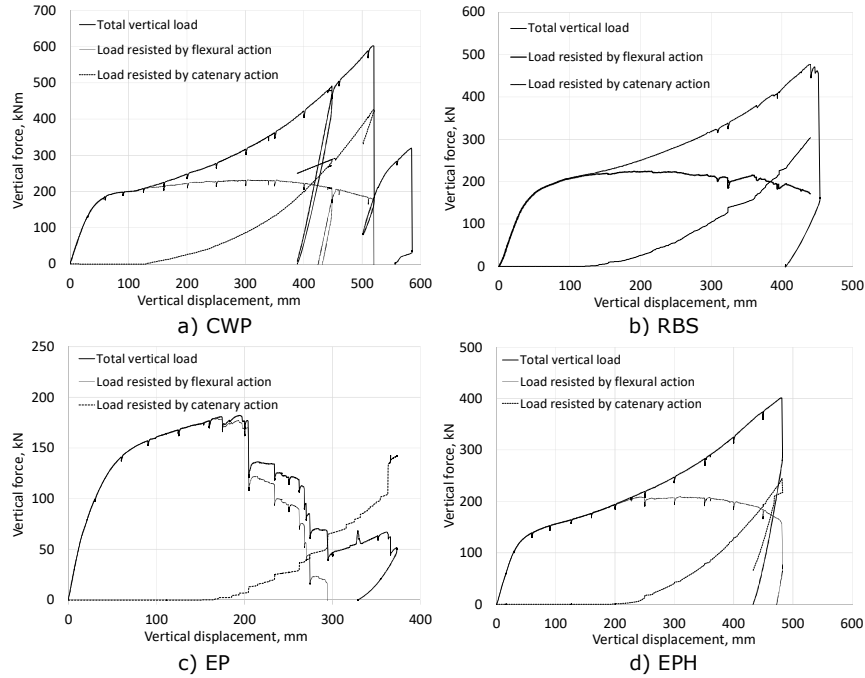 Total vertical load
Load resisted by flexural action
Load resisted by catenary action
Vertical force, kNm
700
600
500
400
300
200
100
0
0 100 200 300 400 500 600
Vertical displacement, mm
a) CWP
Total vertical load
Load resisted by flexural action
Load resisted by catenary action
Vertical force, kN
600
500
400
300
200
100
0
0 100 200 300 400 500
Vertical displacement, mm
b) RBS
Total vertical load
Load resisted by flexural action
Load resisted by catenary action
Vertical force, kN
250
200
150
100
50
0
0 100 200 300 400
Vertical displacement, mm
c) EP
Total vertical load
Load resisted by flexural action
Load resisted by catenary action
Vertical force, kN
500
400
300
200
100
0
0 100 200 300 400 500 600
Vertical displacement, mm
d) EPH